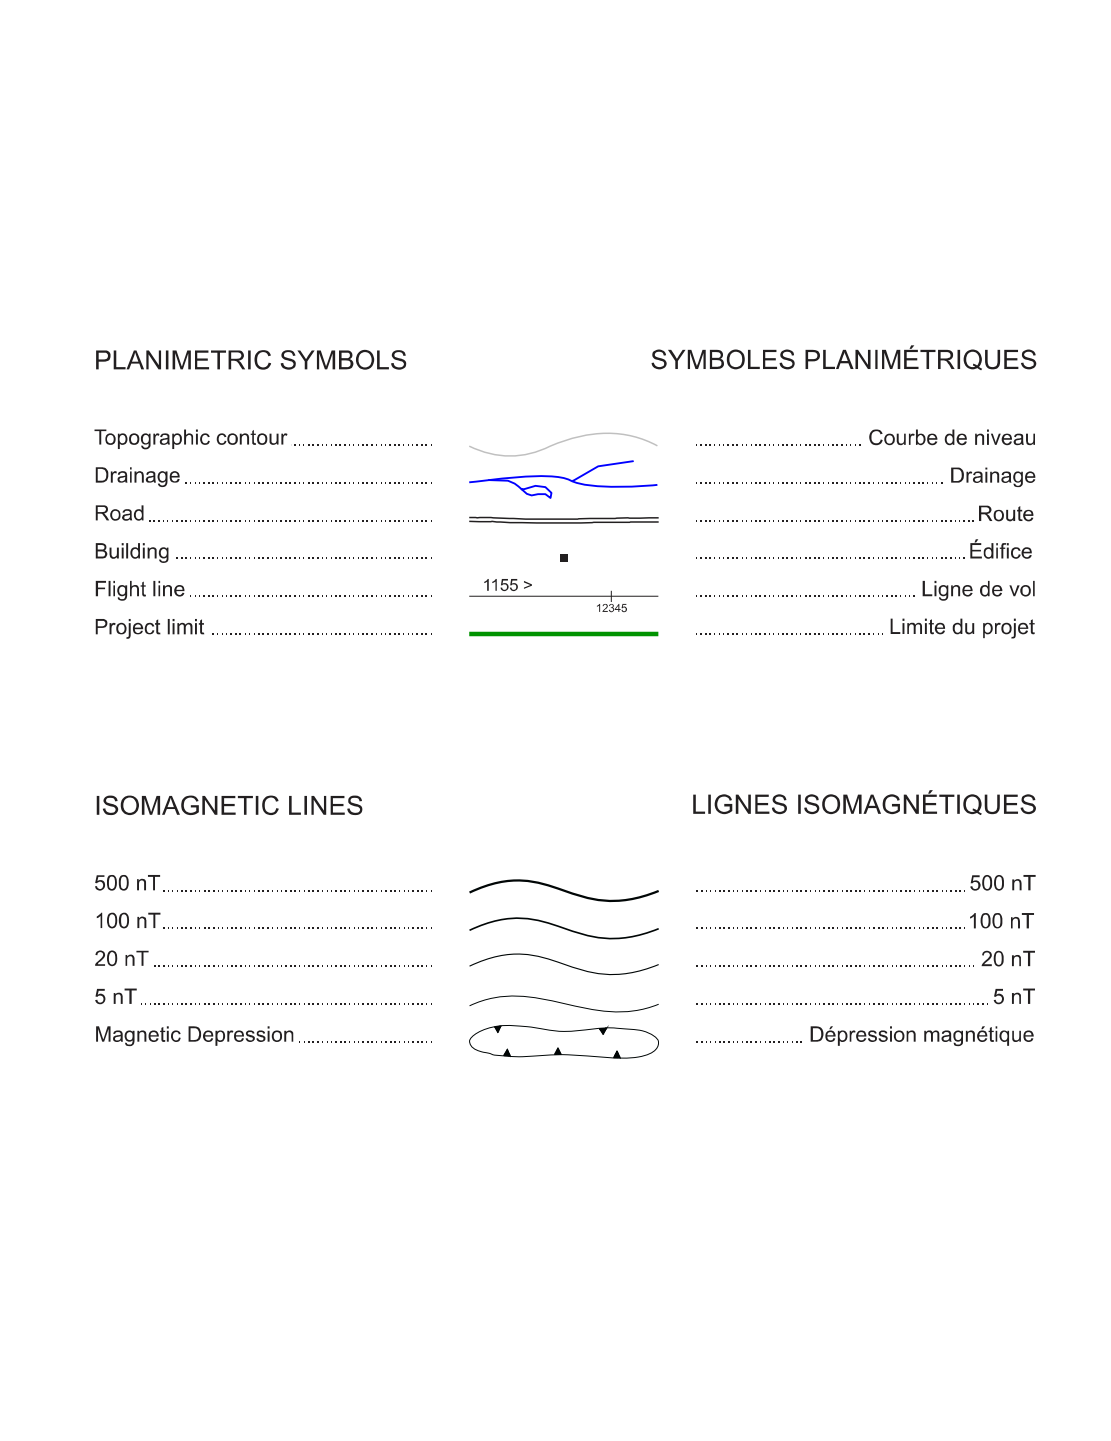 PLANIMETRIC SYMBOLS SYMBOLES PLANIMÉTRIQUES
Topographic contour Courbe de niveau
Drainage Drainage
Road Route
Building Édifice
1155 >
Flight line Ligne de vol
12345
Project limit Limite du projet
ISOMAGNETIC LINES LIGNES ISOMAGNÉTIQUES
500 nT 500 nT
100 nT 100 nT
20 nT 20 nT
5 nT 5 nT
Magnetic Depression Dépression magnétique